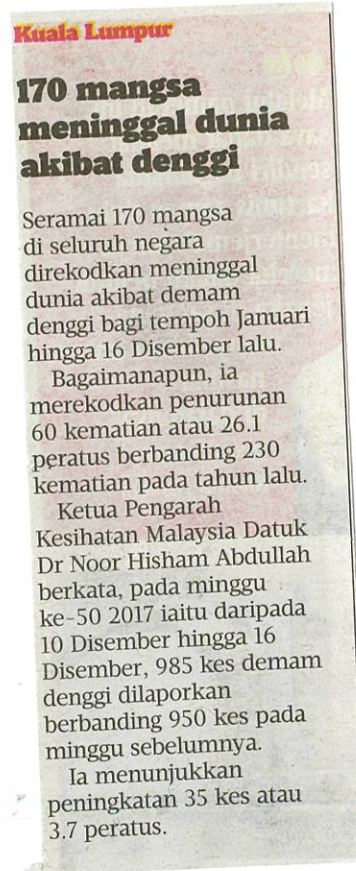 Kuala Lumpur
170 mangsa
meninggal dunia
akibat denggi
Seramai 170 mangsa
di seluruh negara
direkodkan meninggal
dunia akibat demam
denggi bagi tempoh Januari
hingga 16 Disember lalu.
Bagaimanapun, ia
merekodkan penurunan
60 kematian atau 26.1
peratus berbanding 230
kematian pada tahun lalu.
Ketua Pengarah
Kesihatan Malaysia Datuk
Dr Noor Hisham Abdullah
berkata, pada minggu
ke-50 2017 iaitu daripada
10 Disember hingga 16
Disember, 985 kes demam
denggi dilaporkan
berbanding 950 kes pada
minggu sebelumnya.
Ia menunjukkan
peningkatan 35 kes atau
3.7 peratus.